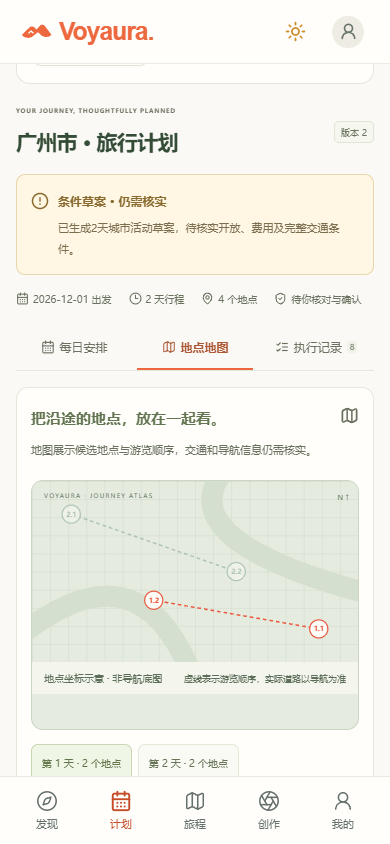 Voyaura.
YOUR JOURNEY, THOUGHTFULLY PLANNED
广州市 • 旅行计划
版本 2
条件草案 · 仍需核实
已生成2天城市活动草案，待核实开放、费用及完整交通条
件。
2026-12-01 出发
2 天行程
4 个地点
待你核对与确认
每日安排
地点地图
执行记录
8
把沿途的地点，放在一起看。
地图展示候选地点与游览顺序，交通和导航信息仍需核实。
VOYAURA · JOURNEY ATLAS
N↑
2.1
2.2
1.2
1.1
地点坐标示意 · 非导航底图
虚线表示游览顺序，实际道路以导航为准
第 1 天 · 2 个地点
第 2 天 · 2 个地点
发现
计划
旅程
创作
我的